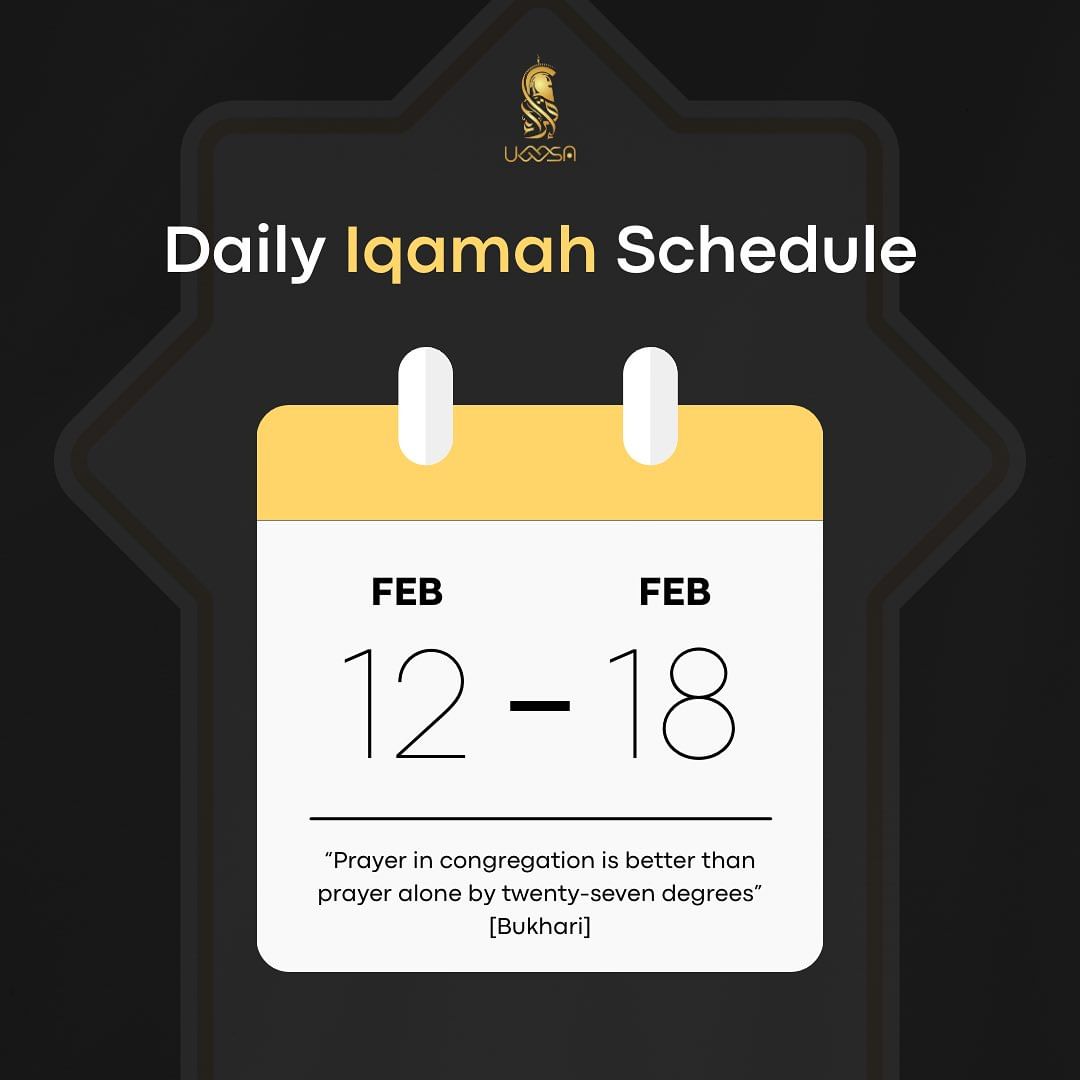 UCMSA
Daily Iqamah Schedule
FEB FEB
12 – 18
“Prayer in congregation is better than
prayer alone by twenty-seven degrees”
[Bukhari]